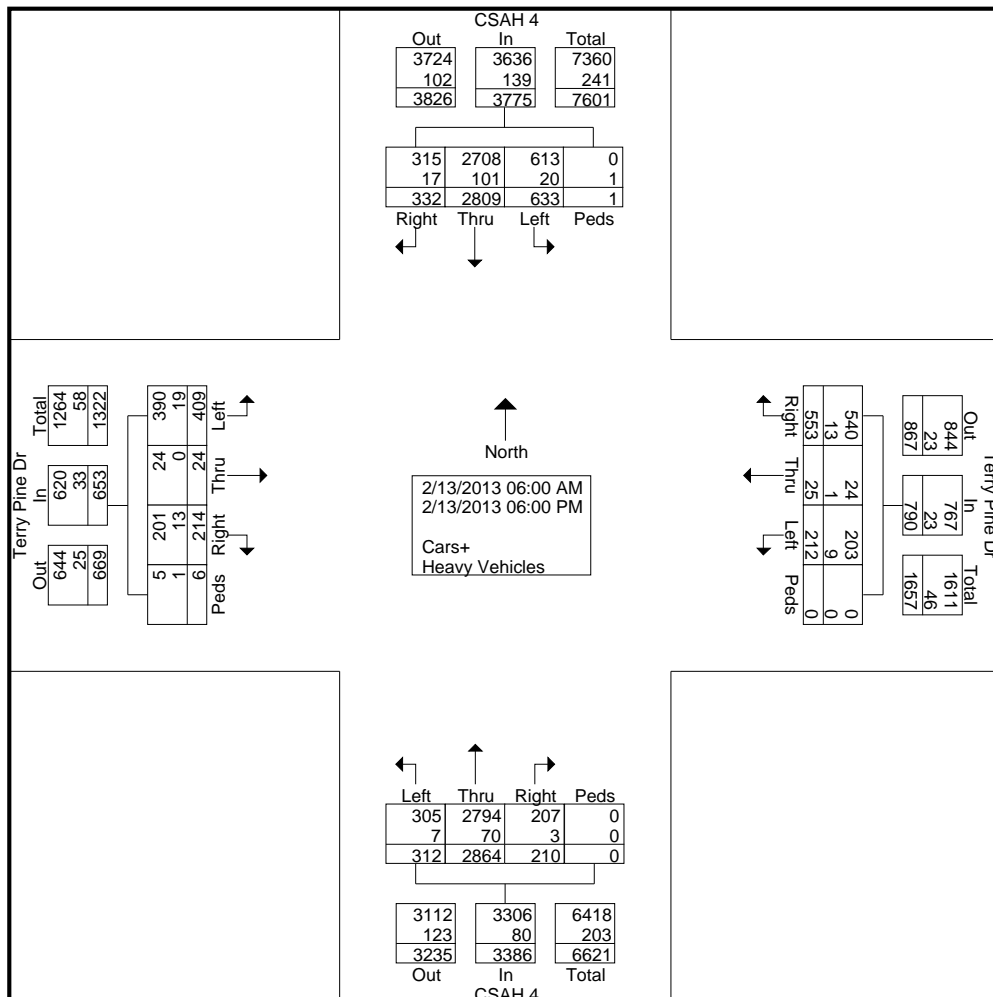 CSAH 4
Out In Total
3724 3636 7360
102 139 241
3826 3775 7601
315 2708 613 0
17 101 20 1
332 2809 633 1
Right Thru Left Peds
Terry Pine Dr
Total In Out
1264 620 644
58 33 25
1322 653 669
390 24 201 5
19 0 13 1
409 24 214 6
Left Thru Right Peds
North
2/13/2013 06:00 AM
2/13/2013 06:00 PM
Cars+
Heavy Vehicles
Terry Pine Dr
Out In Total
844 767 1611
23 23 46
867 790 1657
540 24 203 0
13 1 9 0
553 25 212 0
Right Thru Left Peds
Left Thru Right Peds
305 2794 207 0
7 70 3 0
312 2864 210 0
3112 3306 6418
123 80 203
3235 3386 6621
Out In Total
CSAH 4